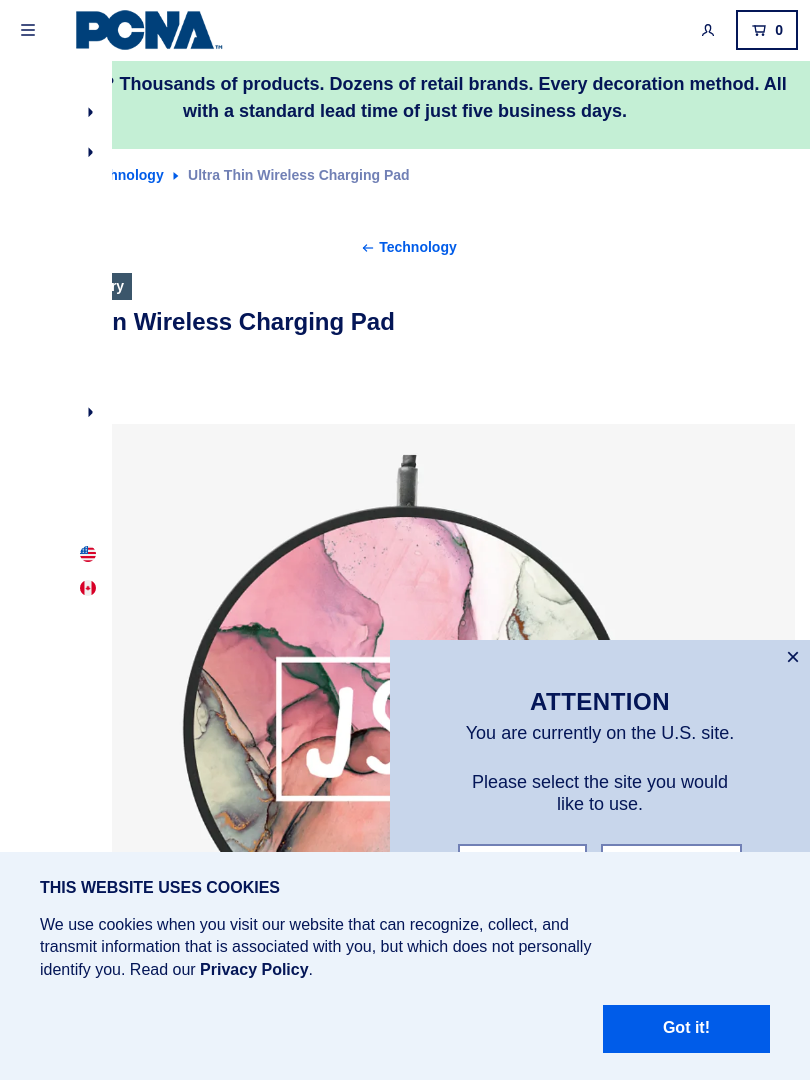 PCNA™
0
? Thousands of products. Dozens of retail brands. Every decoration method. All
with a standard lead time of just five business days.
hnology
Ultra Thin Wireless Charging Pad
Technology
ry
n Wireless Charging Pad
ATTENTION
You are currently on the U.S. site.
Please select the site you would
like to use.
THIS WEBSITE USES COOKIES
We use cookies when you visit our website that can recognize, collect, and
transmit information that is associated with you, but which does not personally
identify you. Read our Privacy Policy.
Got it!